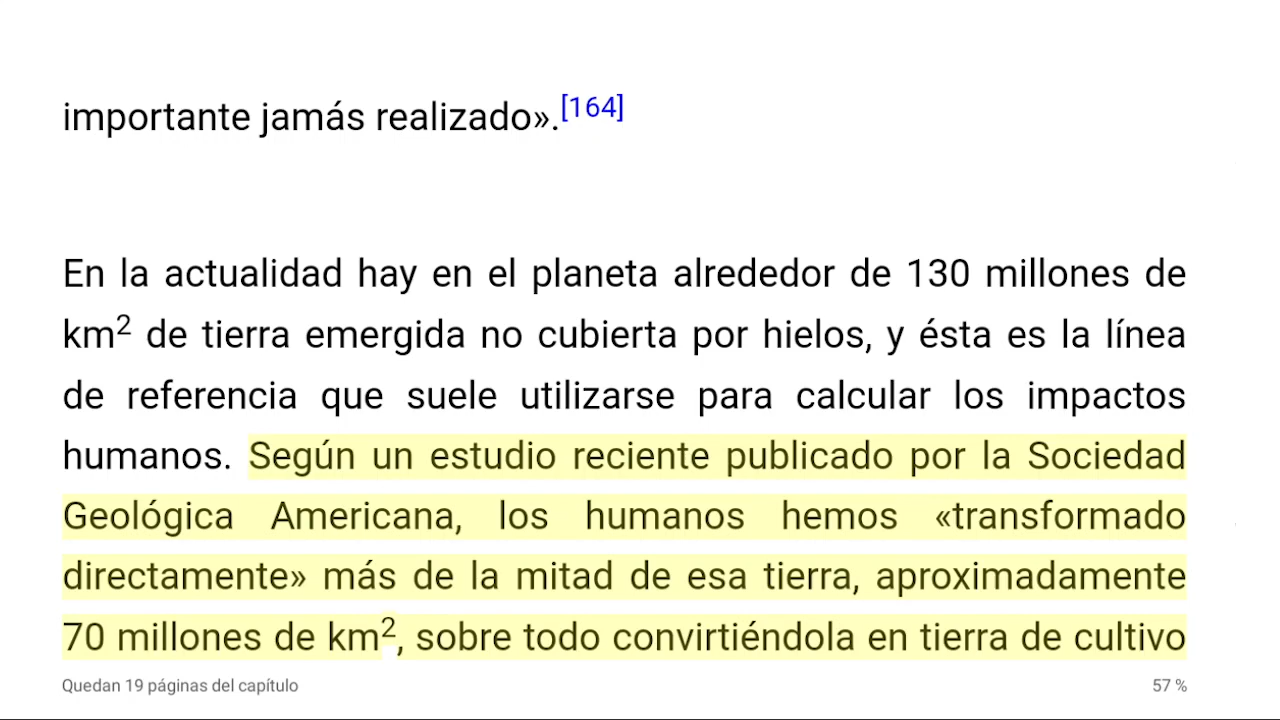 importante jamás realizado».[164]
En la actualidad hay en el planeta alrededor de 130 millones de
km² de tierra emergida no cubierta por hielos, y ésta es la línea
de referencia que suele utilizarse para calcular los impactos
humanos. Según un estudio reciente publicado por la Sociedad
Geológica Americana, los humanos hemos «transformado
directamente» más de la mitad de esa tierra, aproximadamente
70 millones de km², sobre todo convirtiéndola en tierra de cultivo
Quedan 19 páginas del capítulo
57 %